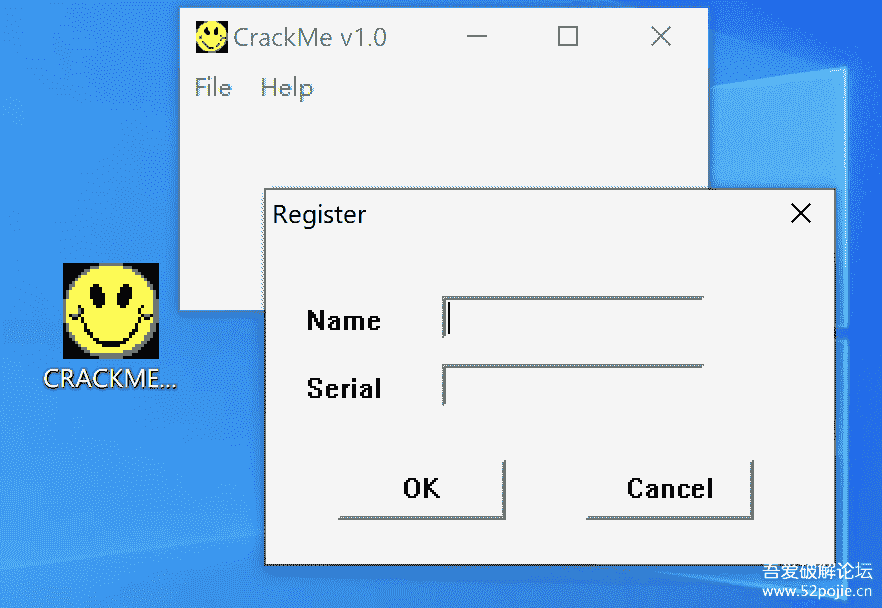 CrackMe v1.0
File Help
Register
Name
Serial
OK Cancel
CRACKME...
吾爱破解论坛
www.52pojie.cn